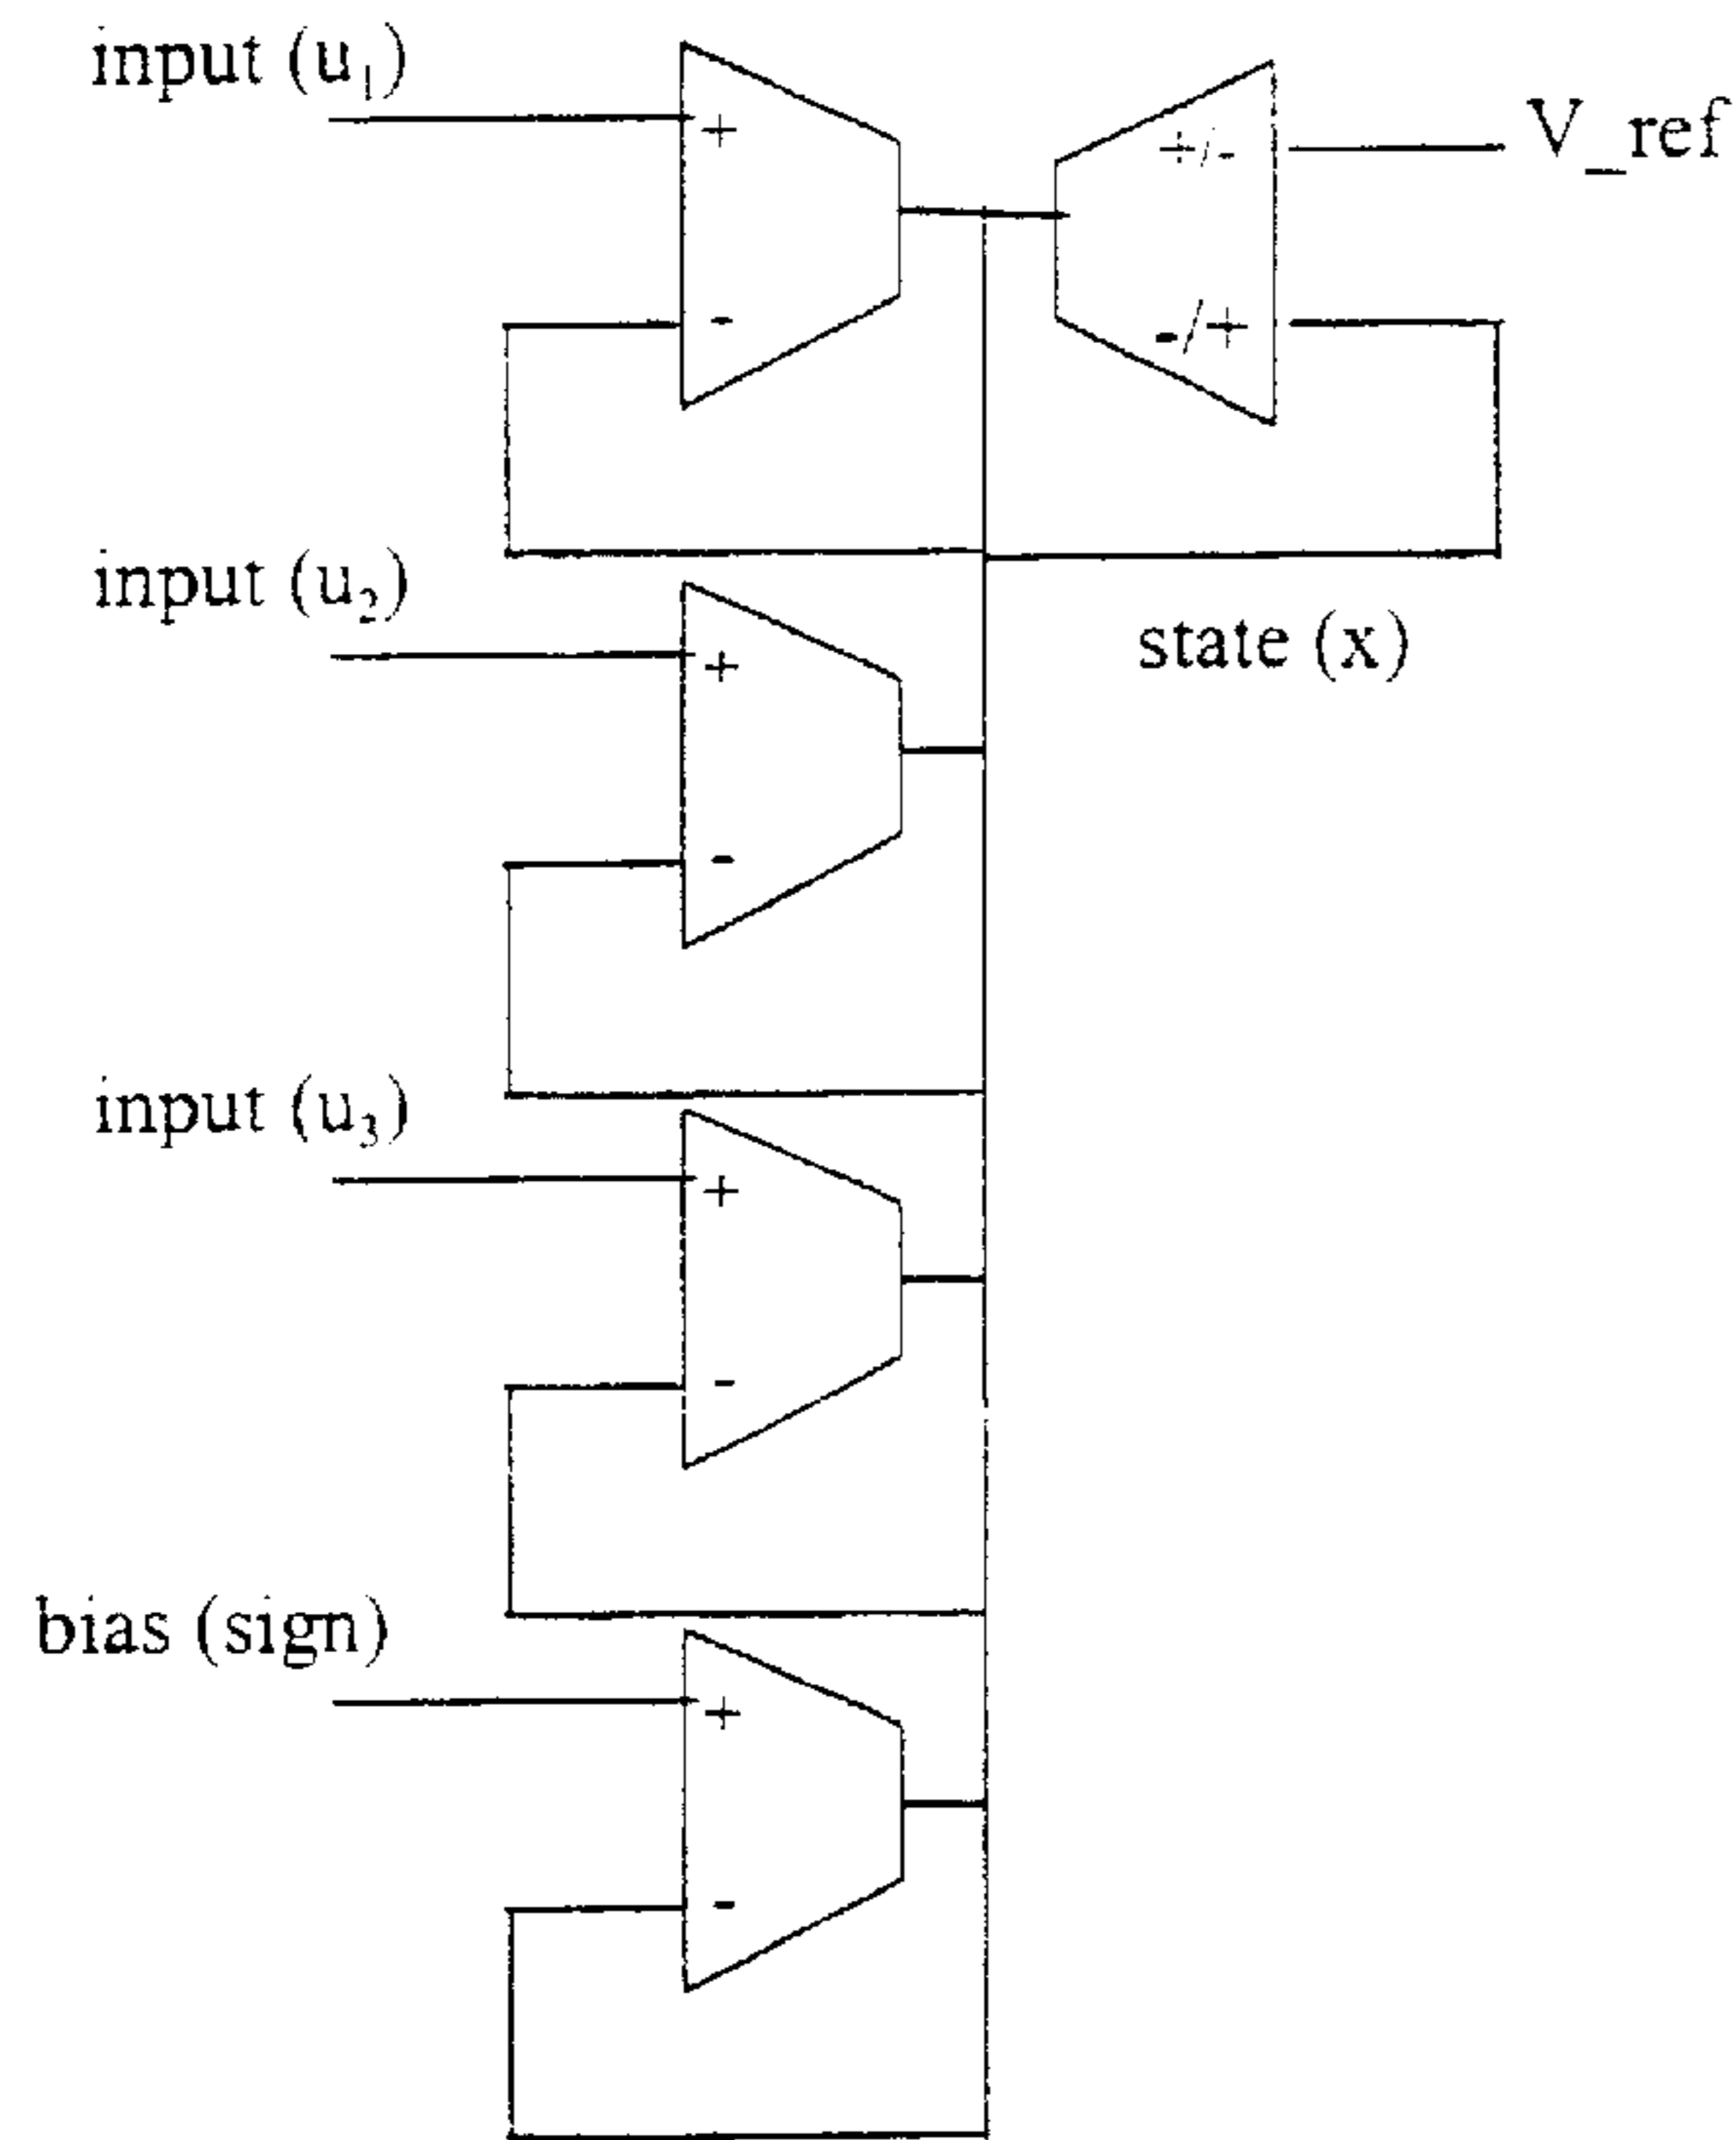 input (u₁)
+
-
+/-
V_ref
-/+
input (u₂)
+
-
state (x)
input (u₃)
+
-
bias (sign)
+
-